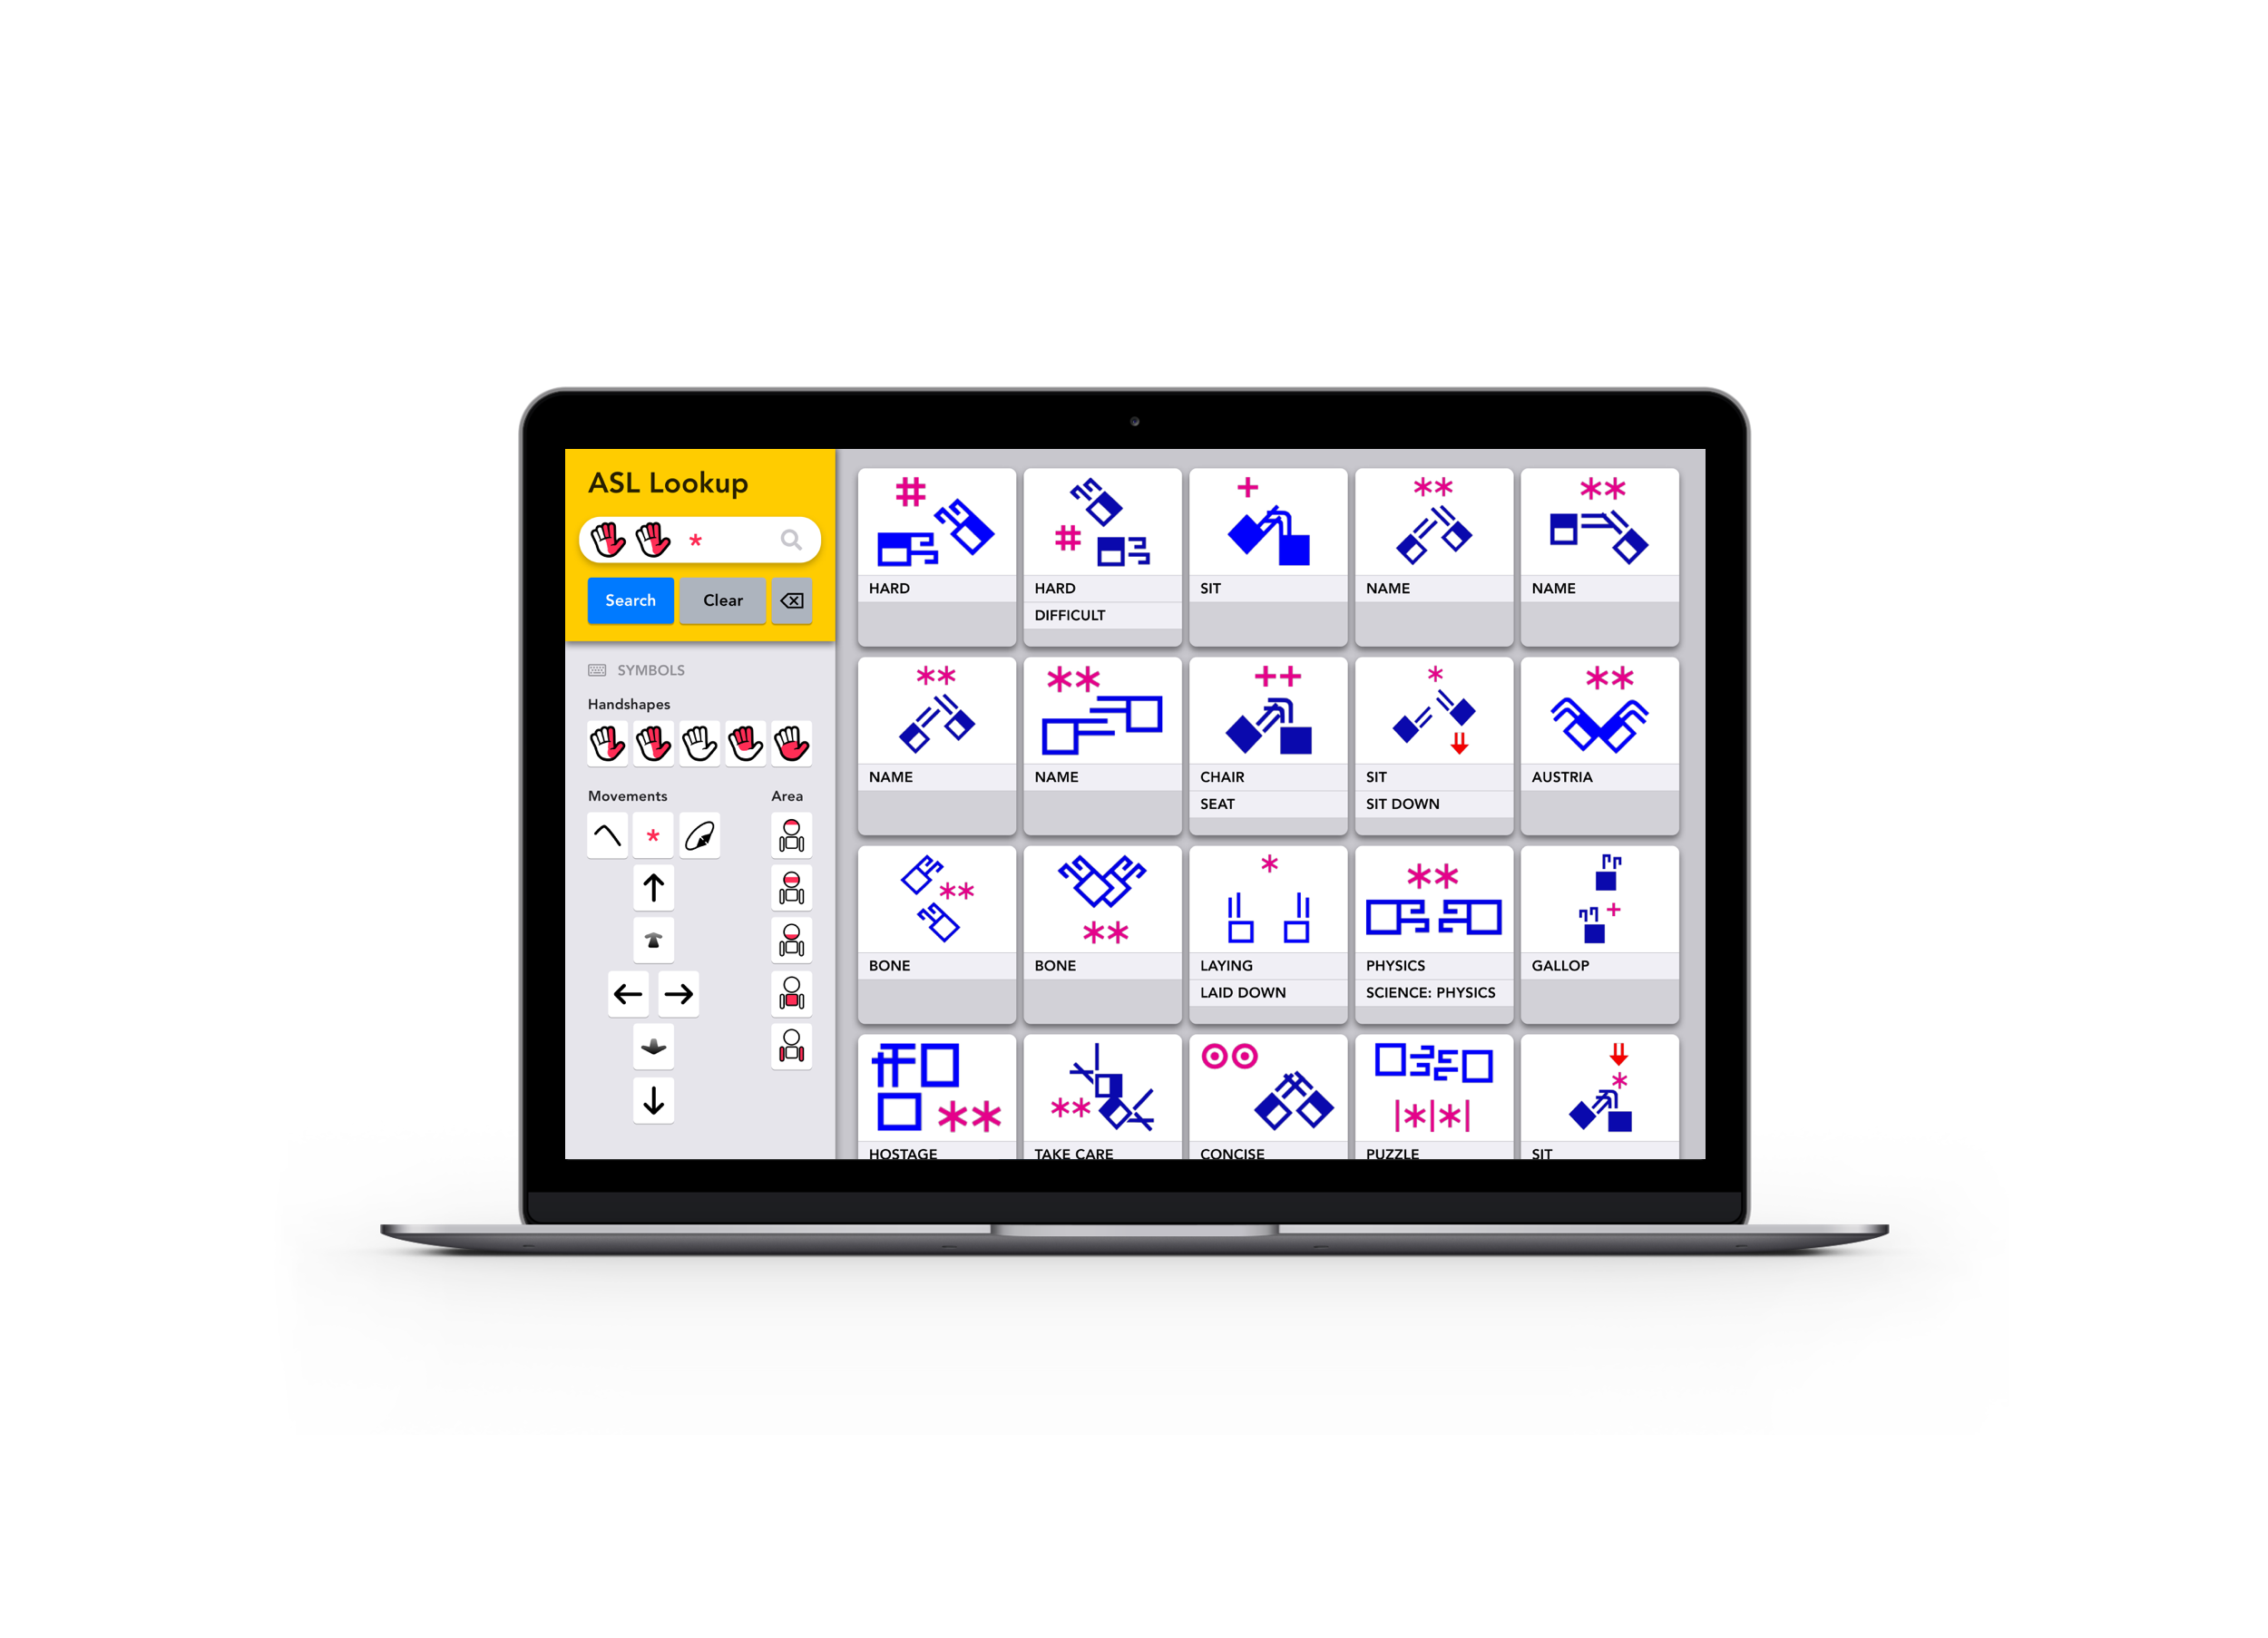 ASL Lookup
*
Search
Clear
SYMBOLS
Handshapes
Movements
Area
*
HARD
HARD
DIFFICULT
SIT
NAME
NAME
NAME
NAME
CHAIR
SEAT
SIT
SIT DOWN
AUSTRIA
BONE
BONE
LAYING
LAID DOWN
PHYSICS
SCIENCE: PHYSICS
GALLOP
HOSTAGE
TAKE CARE
CONCISE
PUZZLE
SIT